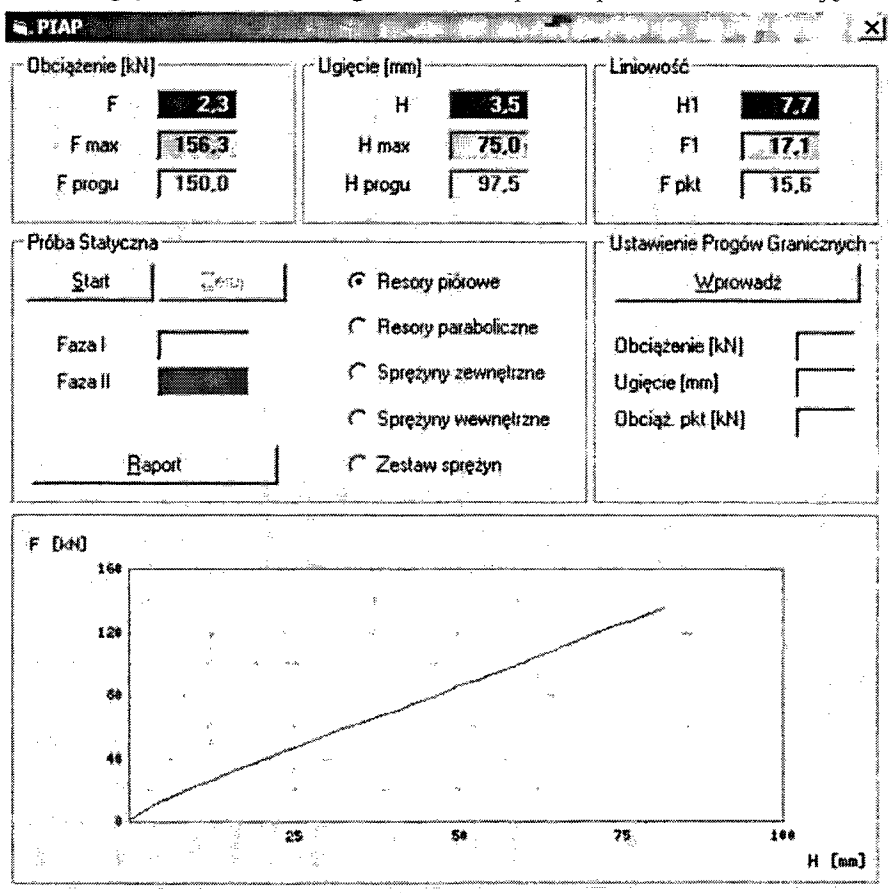 PIAP
Obciążenie [kN]
F 2,3
F max 156,3
F progu 150,0
Ugięcie [mm]
H 3,5
H max 75,0
H progu 97,5
Liniowość
H1 7,7
F1 17,1
F pkt 15,6
Próba Statyczna
Start Zeruj
Faza I
Faza II
Raport
Resory piórowe
Resory paraboliczne
Sprężyny zewnętrzne
Sprężyny wewnętrzne
Zestaw sprężyn
Ustawienie Progów Granicznych
Wprowadź
Obciążenie [kN]
Ugięcie [mm]
Obciąż. pkt [kN]
F [kN]
160
120
80
40
0
25 50 75 100
H [mm]